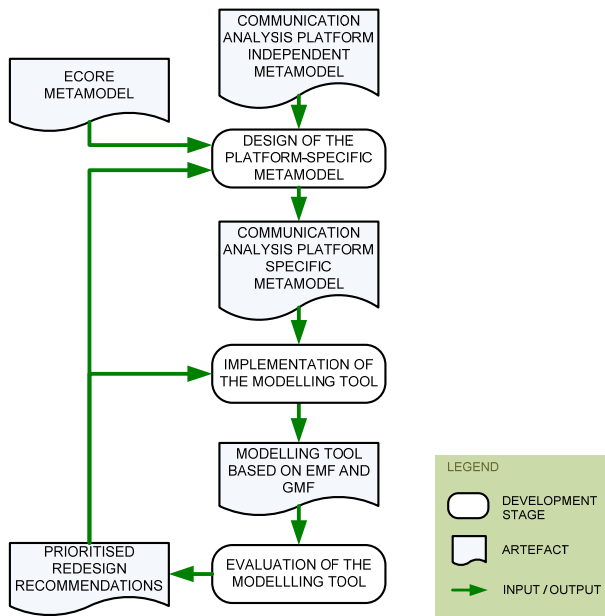 COMMUNICATION
ANALYSIS PLATFORM
INDEPENDENT
METAMODEL
ECORE
METAMODEL
DESIGN OF THE
PLATFORM-SPECIFIC
METAMODEL
COMMUNICATION
ANALYSIS PLATFORM
SPECIFIC
METAMODEL
IMPLEMENTATION OF
THE MODELLING TOOL
MODELLING TOOL
BASED ON EMF AND
GMF
EVALUATION OF THE
MODELLLING TOOL
PRIORITISED
REDESIGN
RECOMMENDATIONS
LEGEND
DEVELOPMENT
STAGE
ARTEFACT
INPUT / OUTPUT